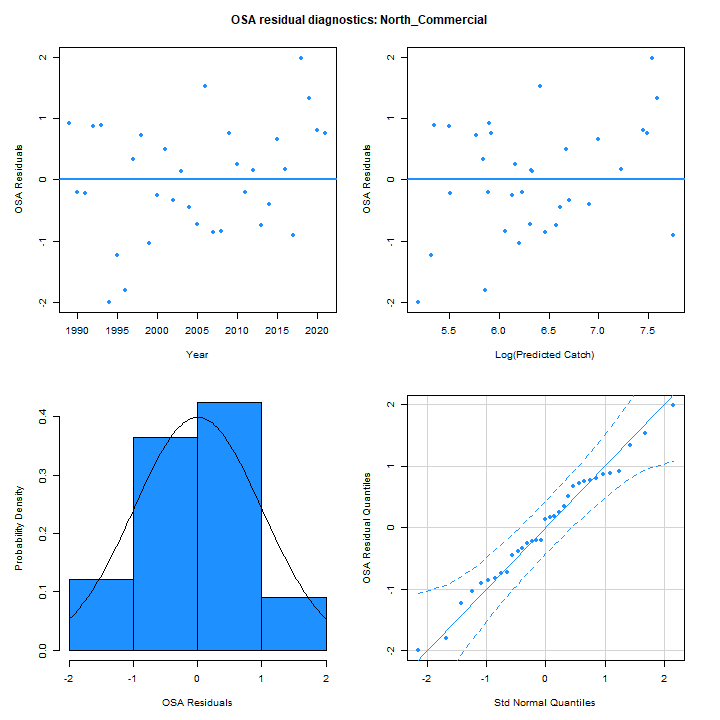 OSA residual diagnostics: North_Commercial
OSA Residuals
2
1
0
-1
-2
1990 1995 2000 2005 2010 2015 2020
Year
OSA Residuals
2
1
0
-1
-2
5.5 6.0 6.5 7.0 7.5
Log(Predicted Catch)
Probability Density
0.4
0.3
0.2
0.1
0.0
-2 -1 0 1 2
OSA Residuals
OSA Residual Quantiles
2
1
0
-1
-2
-2 -1 0 1 2
Std Normal Quantiles